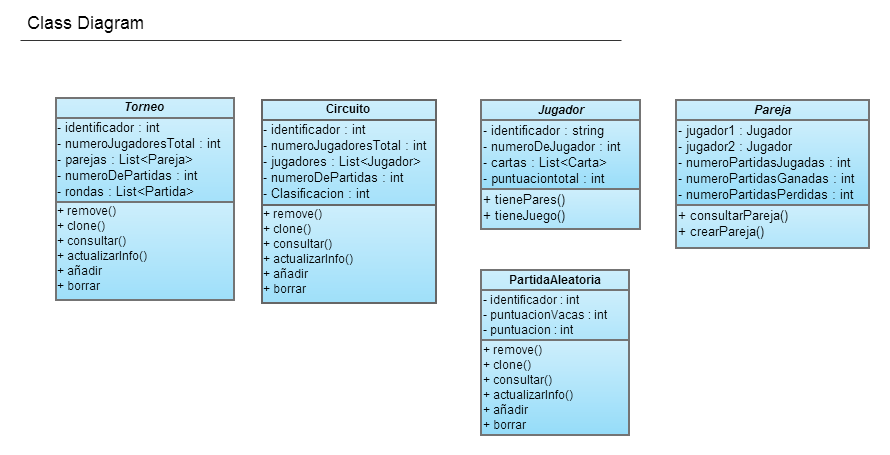 Class Diagram
Torneo
- identificador : int
- numeroJugadoresTotal : int
- parejas : List<Pareja>
- numeroDePartidas : int
- rondas : List<Partida>
+ remove()
+ clone()
+ consultar()
+ actualizarInfo()
+ añadir
+ borrar
Circuito
- identificador : int
- numeroJugadoresTotal : int
- jugadores : List<Jugador>
- numeroDePartidas : int
- Clasificacion : int
+ remove()
+ clone()
+ consultar()
+ actualizarInfo()
+ añadir
+ borrar
Jugador
- identificador : string
- numeroDeJugador : int
- cartas : List<Carta>
- puntuaciontotal : int
+ tienePares()
+ tieneJuego()
Pareja
- jugador1 : Jugador
- jugador2 : Jugador
- numeroPartidasJugadas : int
- numeroPartidasGanadas : int
- numeroPartidasPerdidas : int
+ consultarPareja()
+ crearPareja()
PartidaAleatoria
- identificador : int
- puntuacionVacas : int
- puntuacion : int
+ remove()
+ clone()
+ consultar()
+ actualizarInfo()
+ añadir
+ borrar